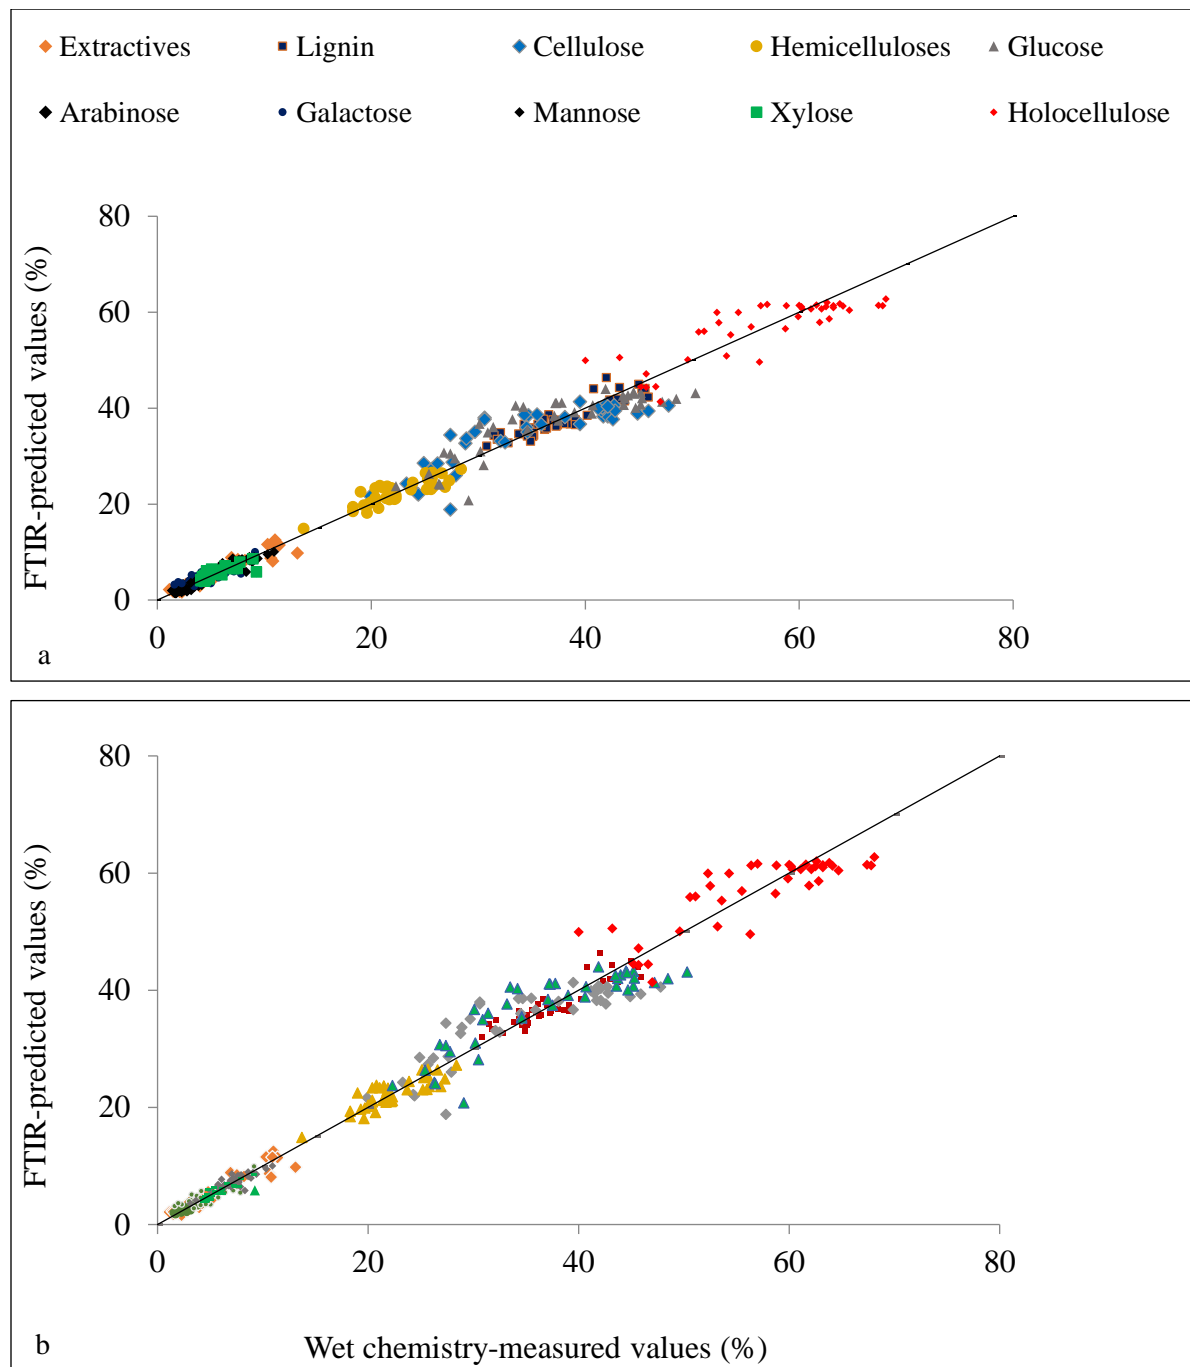 Extractives Lignin Cellulose Hemicelluloses Glucose
Arabinose Galactose Mannose Xylose Holocellulose
80
60
40
20
0
FTIR-predicted values (%)
0 20 40 60 80
a
80
60
40
20
0
FTIR-predicted values (%)
0 20 40 60 80
b
Wet chemistry-measured values (%)